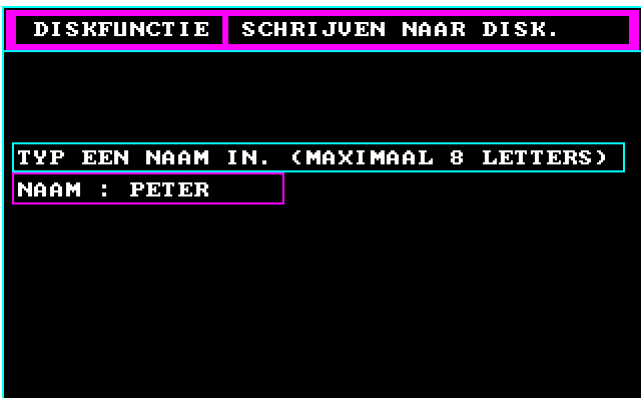 DISKFUNCTIE SCHRIJVEN NAAR DISK.
TYP EEN NAAM IN. (MAXIMAAL 8 LETTERS)
NAAM : PETER